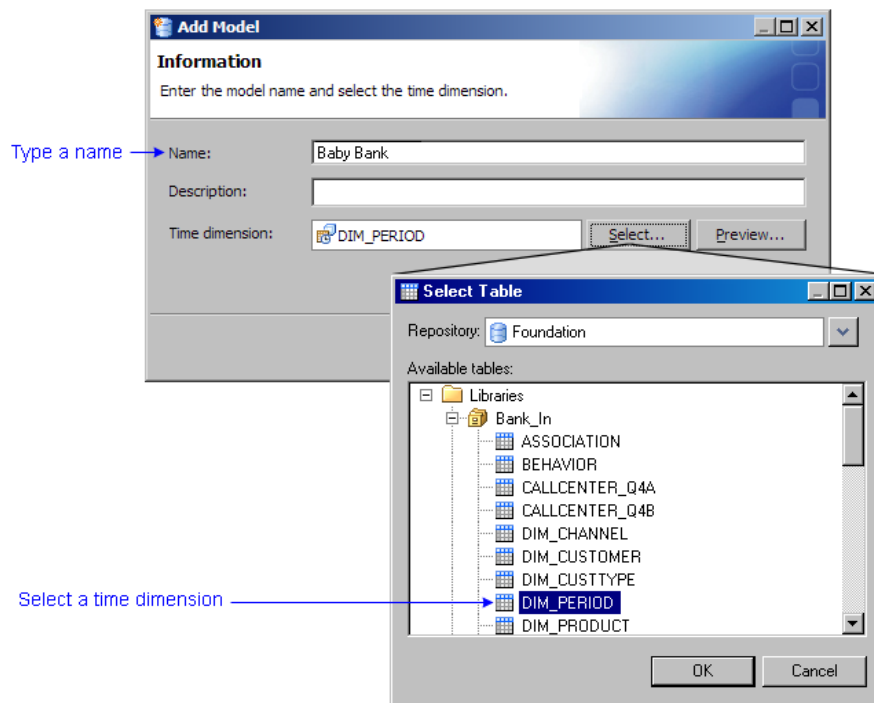 Add Model
Information
Enter the model name and select the time dimension.
Type a name
Name:
Baby Bank
Description:
Time dimension:
DIM_PERIOD
Select...
Preview...
Select Table
Repository:
Foundation
Available tables:
Libraries
Bank_In
ASSOCIATION
BEHAVIOR
CALLCENTER_Q4A
CALLCENTER_Q4B
DIM_CHANNEL
DIM_CUSTOMER
DIM_CUSTTYPE
Select a time dimension
DIM_PERIOD
DIM_PRODUCT
OK
Cancel